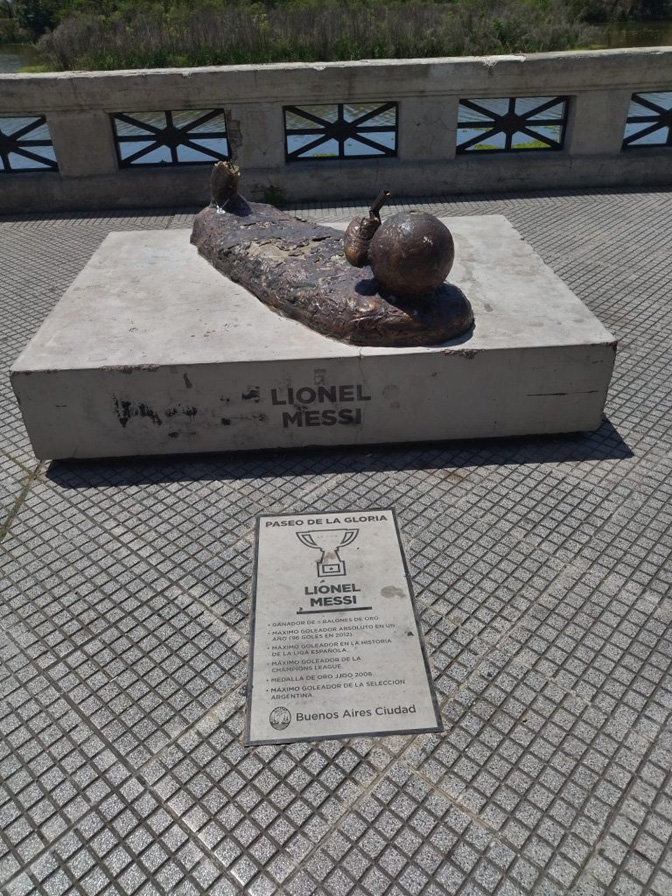 LIONEL
MESSI
PASEO DE LA GLORIA
LIONEL
MESSI
• GANADOR DE 5 BALONES DE ORO.
• MÁXIMO GOLEADOR ABSOLUTO EN UN
AÑO (96 GOLES EN 2012).
• MÁXIMO GOLEADOR EN LA HISTORIA
DE LA LIGA ESPAÑOLA.
• MÁXIMO GOLEADOR DE LA
CHAMPIONS LEAGUE.
• MEDALLA DE ORO JJOO 2008.
• MÁXIMO GOLEADOR DE LA SELECCIÓN
ARGENTINA.
Buenos Aires Ciudad